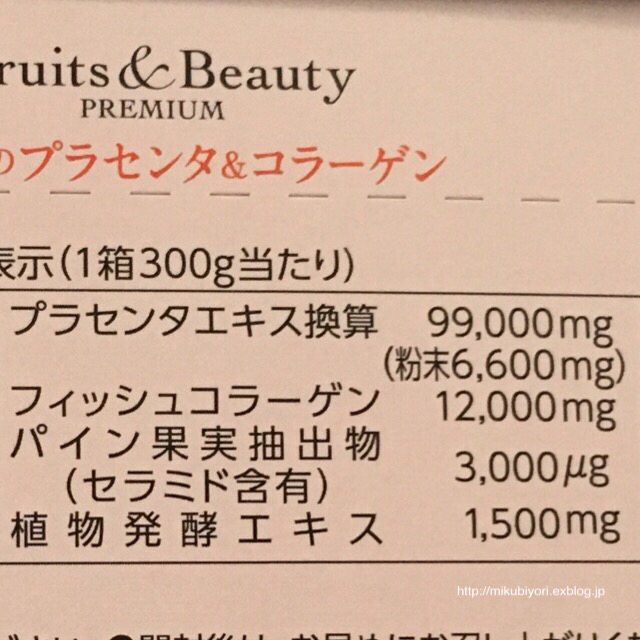 ruits & Beauty
PREMIUM
のプラセンタ&コラーゲン
表示(1箱300g当たり)
プラセンタエキス換算 99,000mg
(粉末6,600mg)
フィッシュコラーゲン 12,000mg
パイン果実抽出物
(セラミド含有) 3,000μg
植物発酵エキス 1,500mg
http://mikubiyori.exblog.jp